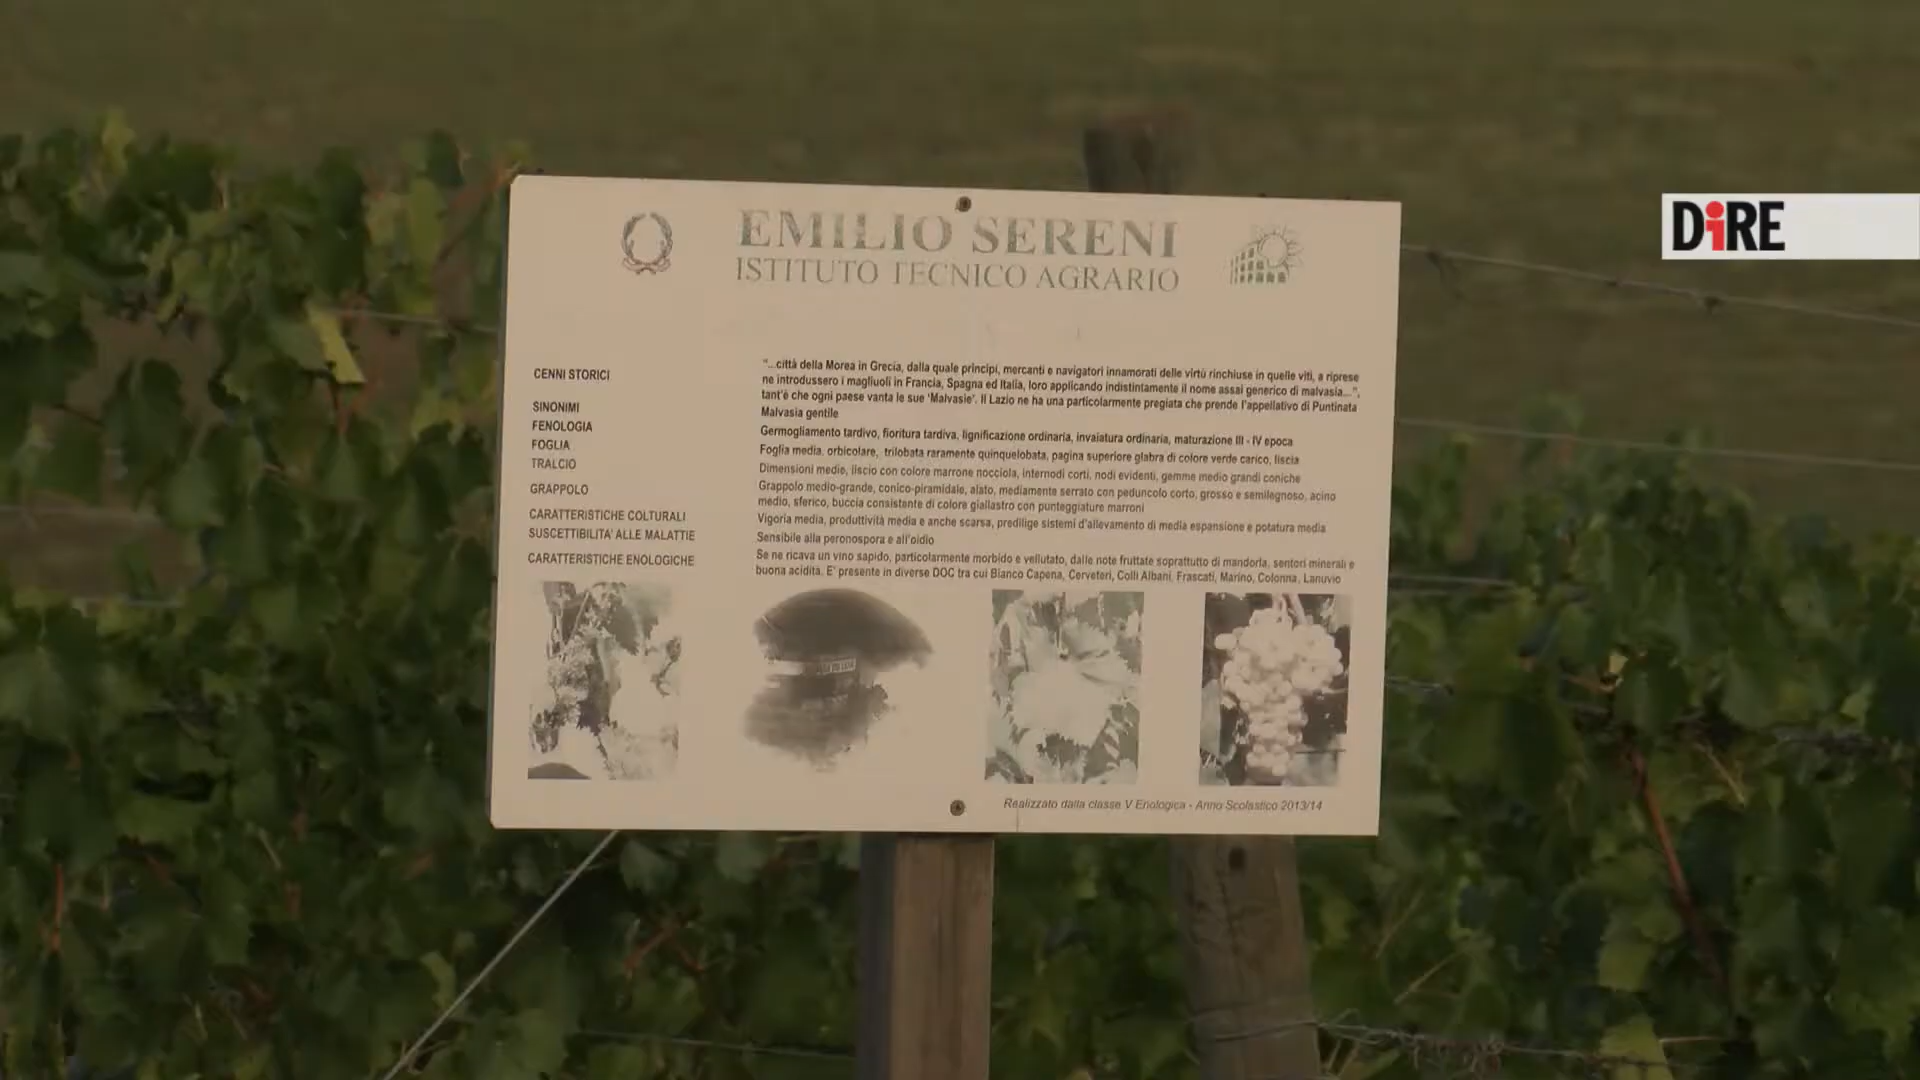 DiRE
EMILIO SERENI
ISTITUTO TECNICO AGRARIO
CENNI STORICI
"...città della Morea in Grecia, dalla quale principi, mercanti e navigatori innamorati delle virtù rinchiuse in quelle viti, a riprese
ne introdussero i magliuoli in Francia, Spagna ed Italia, loro applicando indistintamente il nome assai generico di malvasia...",
tant'è che ogni paese vanta le sue 'Malvasie'. Il Lazio ne ha una particolarmente pregiata che prende l'appellativo di Puntinata
SINONIMI
Malvasia gentile
FENOLOGIA
Germogliamento tardivo, fioritura tardiva, lignificazione ordinaria, invaiatura ordinaria, maturazione III - IV epoca
FOGLIA
Foglia media, orbicolare, trilobata raramente quinquelobata, pagina superiore glabra di colore verde carico, liscia
TRALCIO
Dimensioni medie, liscio con colore marrone nocciola, internodi corti, nodi evidenti, gemme medio grandi coniche
GRAPPOLO
Grappolo medio-grande, conico-piramidale, alato, mediamente serrato con peduncolo corto, grosso e semilegnoso, acino
medio, sferico, buccia consistente di colore giallastro con punteggiature marroni
CARATTERISTICHE COLTURALI
Vigoria media, produttività media e anche scarsa, predilige sistemi d'allevamento di media espansione e potatura media
SUSCETTIBILITA' ALLE MALATTIE
Sensibile alla peronospora e all'oidio
CARATTERISTICHE ENOLOGICHE
Se ne ricava un vino sapido, particolarmente morbido e vellutato, dalle note fruttate soprattutto di mandorla, sentori minerali e
buona acidità. E' presente in diverse DOC tra cui Bianco Capena, Cerveteri, Colli Albani, Frascati, Marino, Colonna, Lanuvio
Realizzato dalla classe V Enologica - Anno Scolastico 2013/14